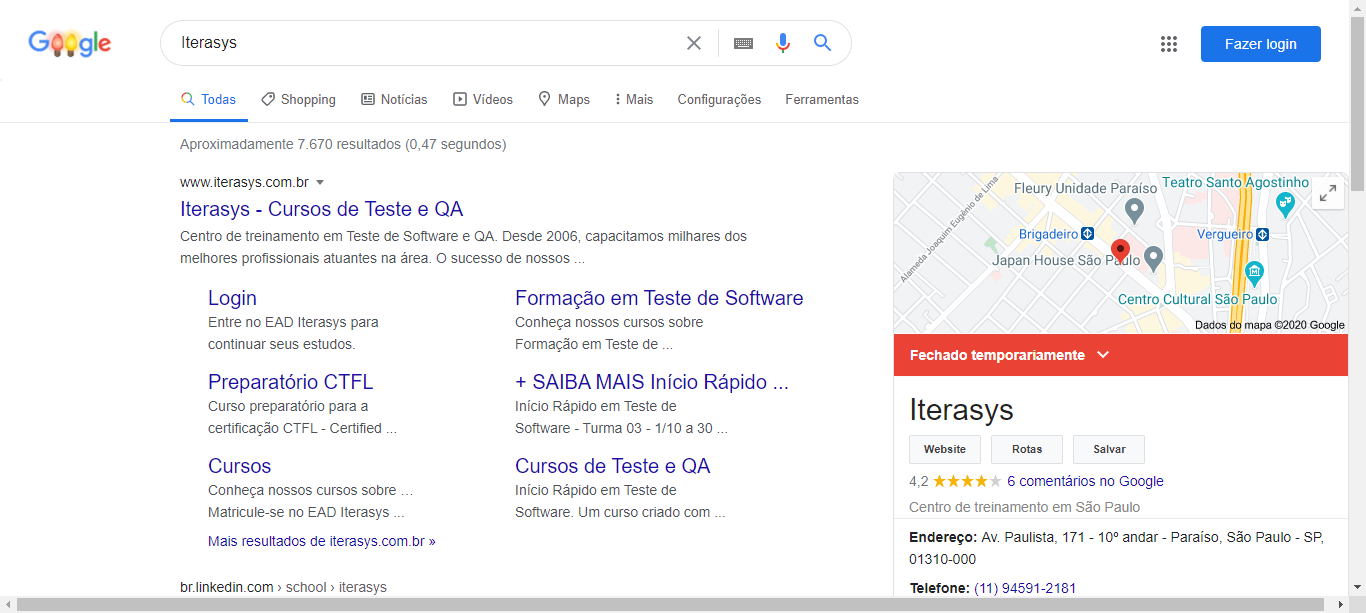 Google
Iterasys
Fazer login
Todas
Shopping
Notícias
Vídeos
Maps
Mais
Configurações
Ferramentas
Aproximadamente 7.670 resultados (0,47 segundos)
www.iterasys.com.br
Iterasys - Cursos de Teste e QA
Centro de treinamento em Teste de Software e QA. Desde 2006, capacitamos milhares dos
melhores profissionais atuantes na área. O sucesso de nossos ...
Login
Entre no EAD Iterasys para
continuar seus estudos.
Formação em Teste de Software
Conheça nossos cursos sobre
Formação em Teste de ...
Preparatório CTFL
Curso preparatório para a
certificação CTFL - Certified ...
+ SAIBA MAIS Início Rápido ...
Início Rápido em Teste de
Software - Turma 03 - 1/10 a 30 ...
Cursos
Conheça nossos cursos sobre ...
Matricule-se no EAD Iterasys ...
Cursos de Teste e QA
Início Rápido em Teste de
Software. Um curso criado com ...
Mais resultados de iterasys.com.br »
br.linkedin.com › school › iterasys
Alameda Joaquim Eugênio de Lima
Fleury Unidade Paraíso
Teatro Santo Agostinho
Brigadeiro
Vergueiro
Japan House São Paulo
Centro Cultural São Paulo
Dados do mapa ©2020 Google
Fechado temporariamente
Iterasys
Website
Rotas
Salvar
4,2
6 comentários no Google
Centro de treinamento em São Paulo
Endereço: Av. Paulista, 171 - 10º andar - Paraíso, São Paulo - SP,
01310-000
Telefone: (11) 94591-2181